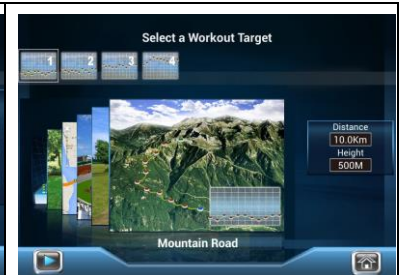 Select a Workout Target
1 2 3 4
Distance
10.0Km
Height
500M
Mountain Road